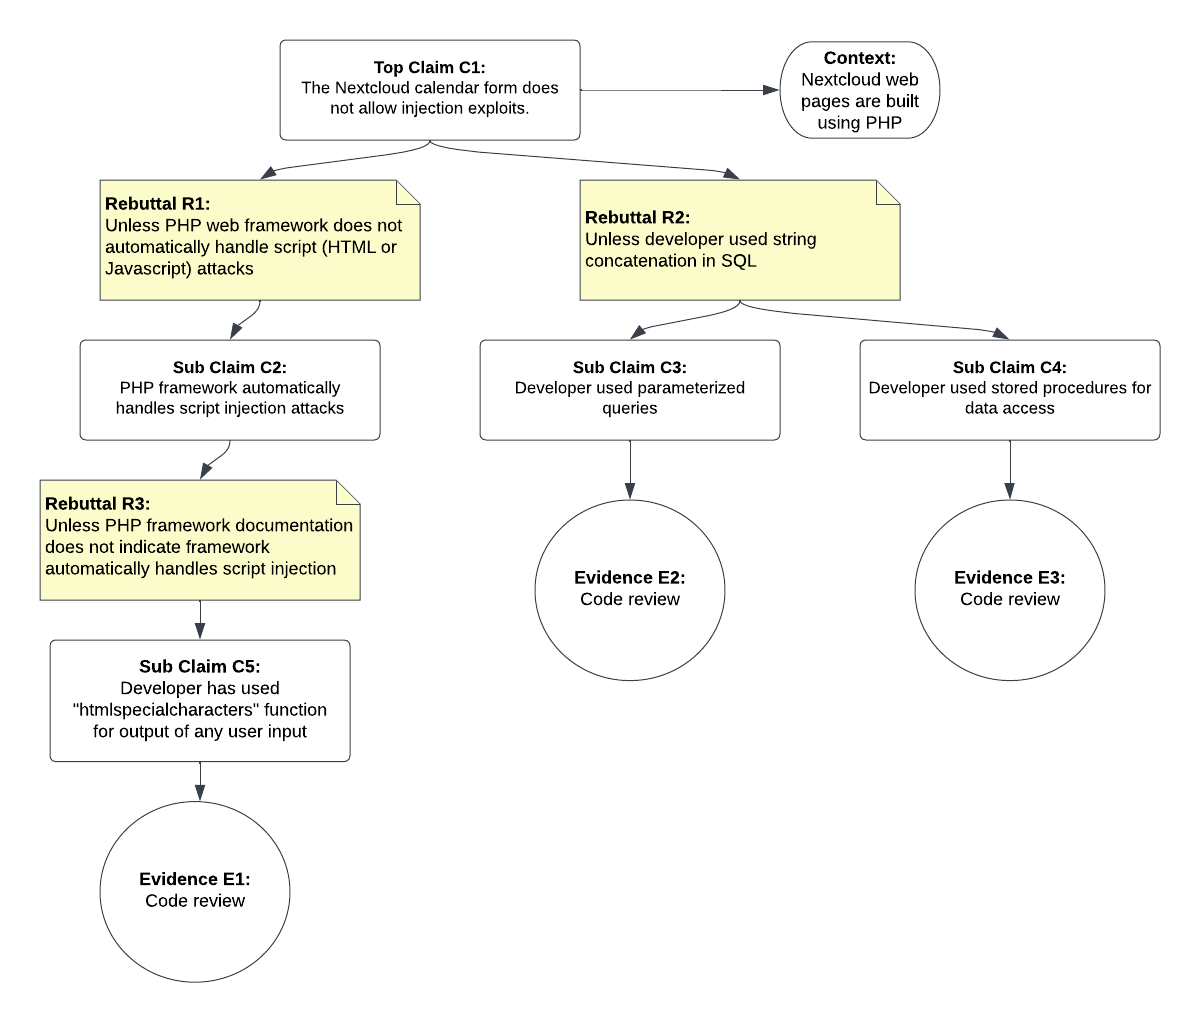 Top Claim C1:
The Nextcloud calendar form does
not allow injection exploits.
Context:
Nextcloud web
pages are built
using PHP
Rebuttal R1:
Unless PHP web framework does not
automatically handle script (HTML or
Javascript) attacks
Rebuttal R2:
Unless developer used string
concatenation in SQL
Sub Claim C2:
PHP framework automatically
handles script injection attacks
Sub Claim C3:
Developer used parameterized
queries
Sub Claim C4:
Developer used stored procedures for
data access
Rebuttal R3:
Unless PHP framework documentation
does not indicate framework
automatically handles script injection
Evidence E2:
Code review
Evidence E3:
Code review
Sub Claim C5:
Developer has used
"htmlspecialcharacters" function
for output of any user input
Evidence E1:
Code review